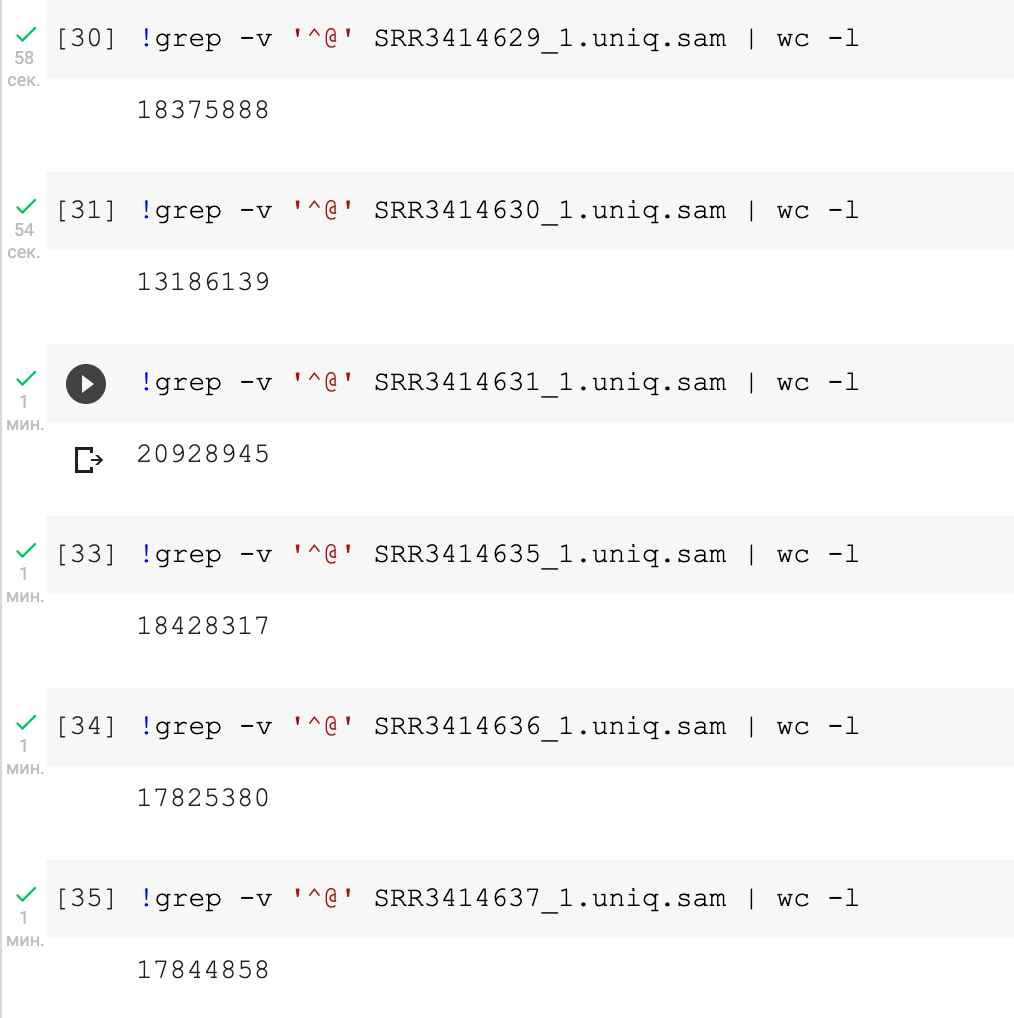 [30] !grep -v '^@' SRR3414629_1.uniq.sam | wc -l
58
сек.
18375888
[31] !grep -v '^@' SRR3414630_1.uniq.sam | wc -l
54
сек.
13186139
!grep -v '^@' SRR3414631_1.uniq.sam | wc -l
1
мин.
20928945
[33] !grep -v '^@' SRR3414635_1.uniq.sam | wc -l
1
мин.
18428317
[34] !grep -v '^@' SRR3414636_1.uniq.sam | wc -l
1
мин.
17825380
[35] !grep -v '^@' SRR3414637_1.uniq.sam | wc -l
1
мин.
17844858